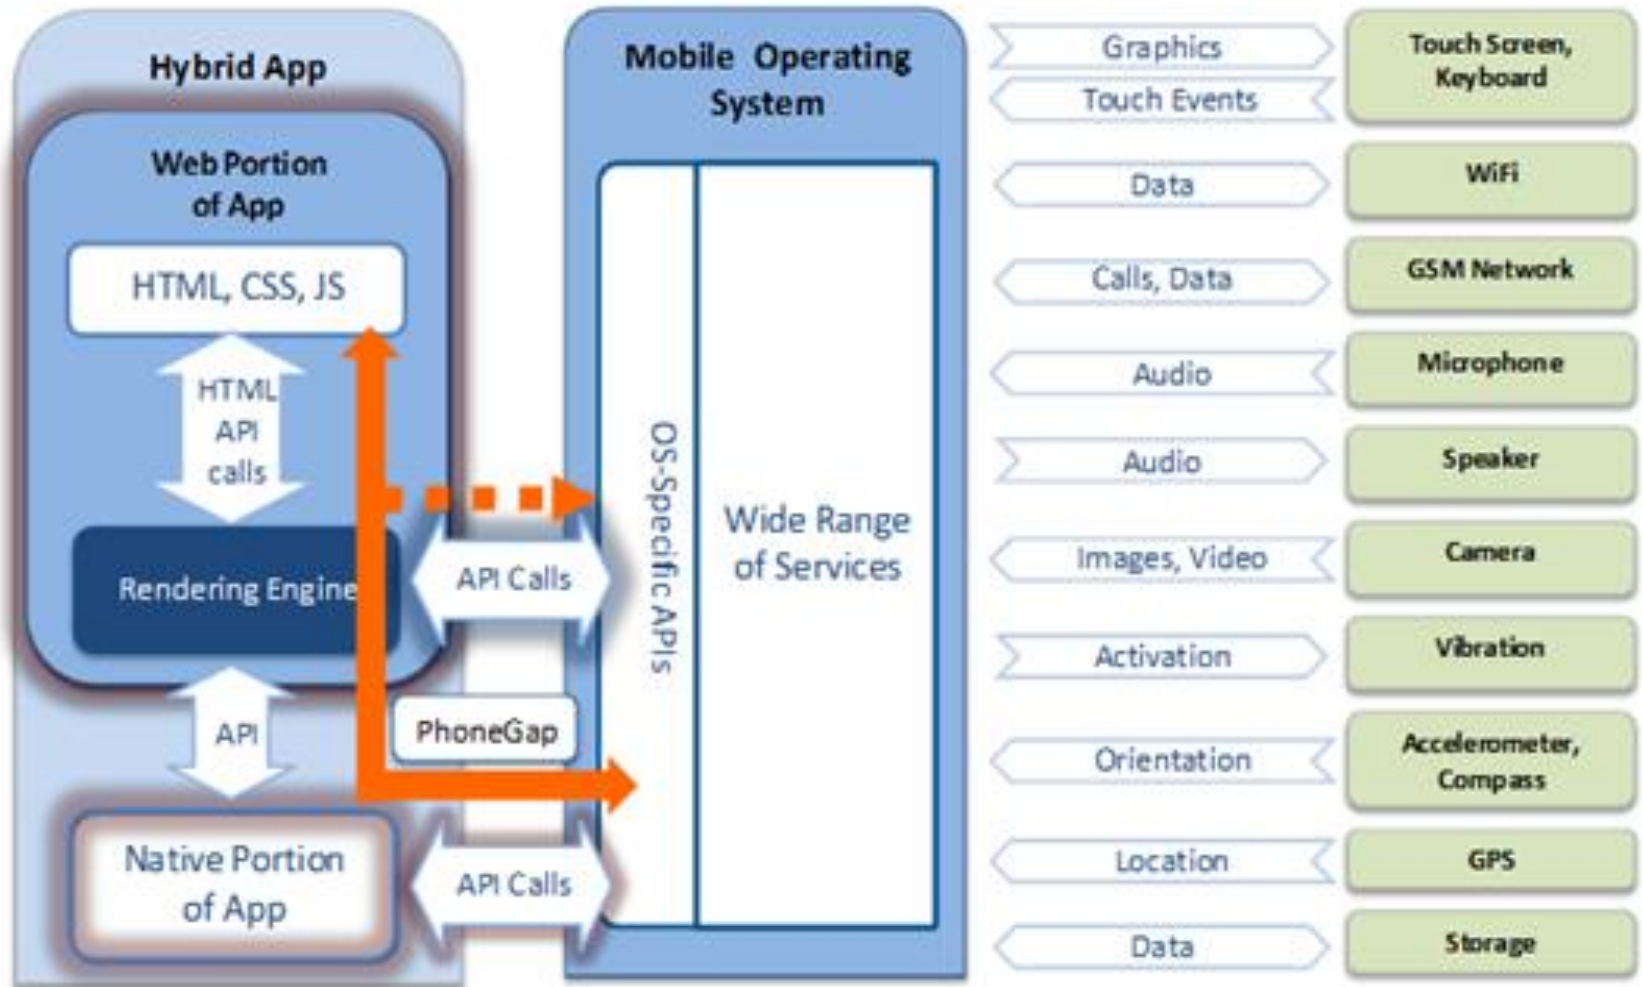 Hybrid App
Web Portion
of App
HTML, CSS, JS
HTML
API
calls
Rendering Engine
API
Native Portion
of App
API Calls
PhoneGap
API Calls
Mobile Operating
System
OS-Specific APIs
Wide Range
of Services
Graphics
Touch Events
Touch Screen,
Keyboard
Data
WiFi
Calls, Data
GSM Network
Audio
Microphone
Audio
Speaker
Images, Video
Camera
Activation
Vibration
Orientation
Accelerometer,
Compass
Location
GPS
Data
Storage